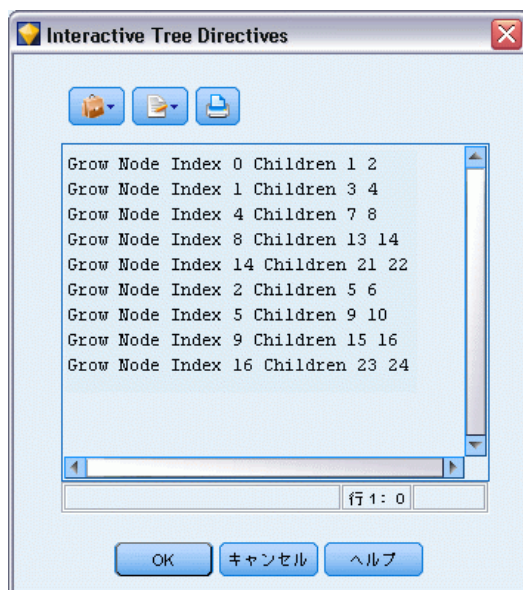 Interactive Tree Directives
Grow Node Index 0 Children 1 2
Grow Node Index 1 Children 3 4
Grow Node Index 4 Children 7 8
Grow Node Index 8 Children 13 14
Grow Node Index 14 Children 21 22
Grow Node Index 2 Children 5 6
Grow Node Index 5 Children 9 10
Grow Node Index 9 Children 15 16
Grow Node Index 16 Children 23 24
行 1: 0
OK キャンセル ヘルプ